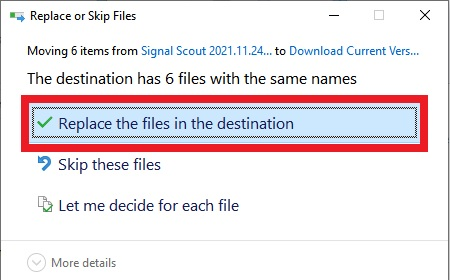 Replace or Skip Files
Moving 6 items from Signal Scout 2021.11.24... to Download Current Vers...
The destination has 6 files with the same names
Replace the files in the destination
Skip these files
Let me decide for each file
More details